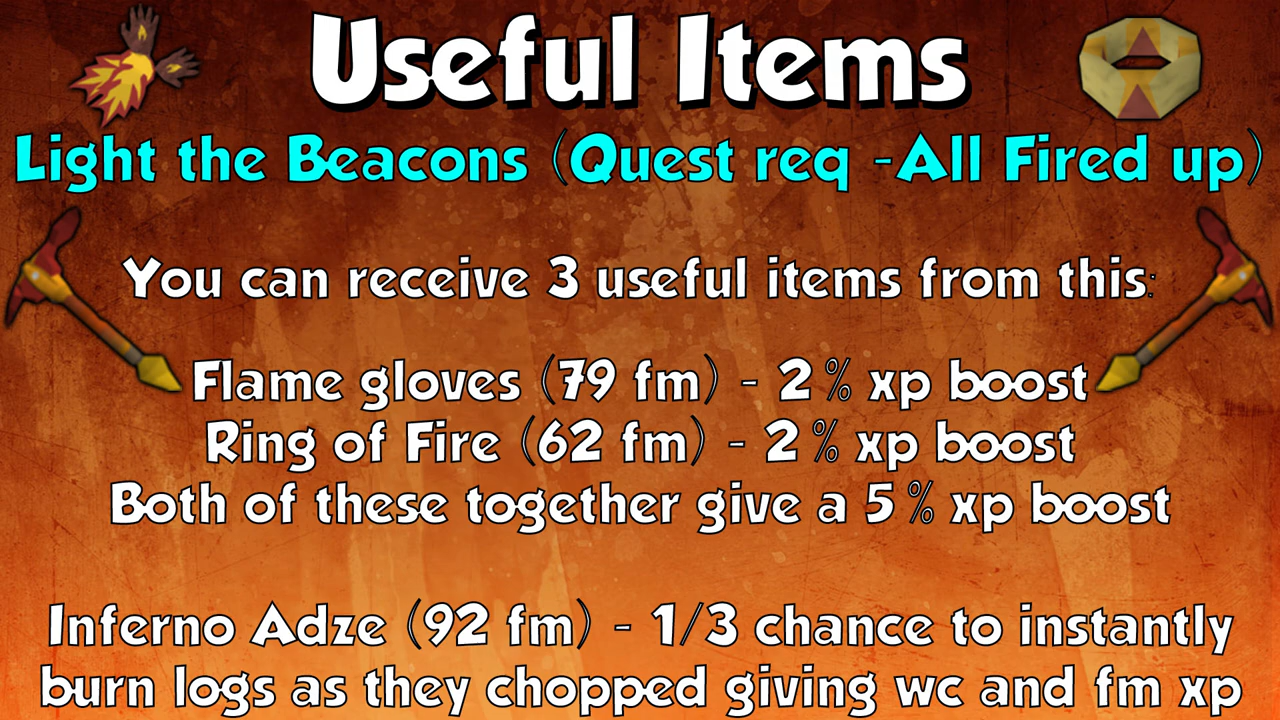 Useful Items
Light the Beacons (Quest req -All Fired up)
You can receive 3 useful items from this:
Flame gloves (79 fm) - 2% xp boost
Ring of Fire (62 fm) - 2% xp boost
Both of these together give a 5% xp boost
Inferno Adze (92 fm) - 1/3 chance to instantly
burn logs as they chopped giving wc and fm xp